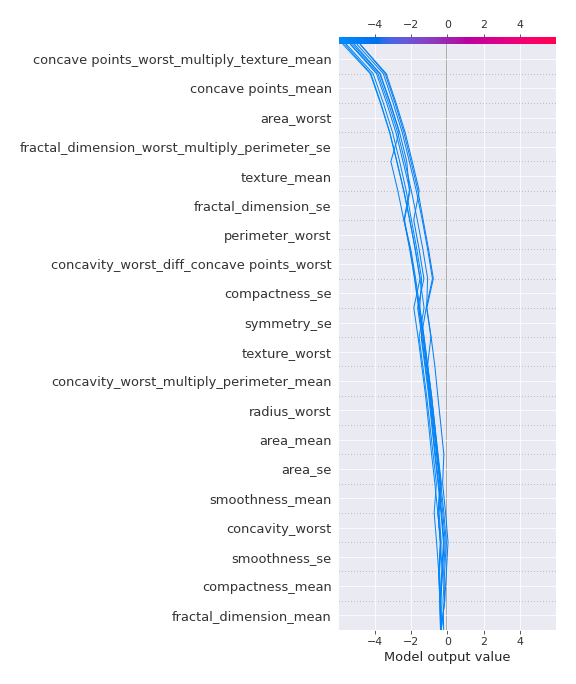 −4 −2 0 2 4
concave points_worst_multiply_texture_mean
concave points_mean
area_worst
fractal_dimension_worst_multiply_perimeter_se
texture_mean
fractal_dimension_se
perimeter_worst
concavity_worst_diff_concave points_worst
compactness_se
symmetry_se
texture_worst
concavity_worst_multiply_perimeter_mean
radius_worst
area_mean
area_se
smoothness_mean
concavity_worst
smoothness_se
compactness_mean
fractal_dimension_mean
−4 −2 0 2 4
Model output value